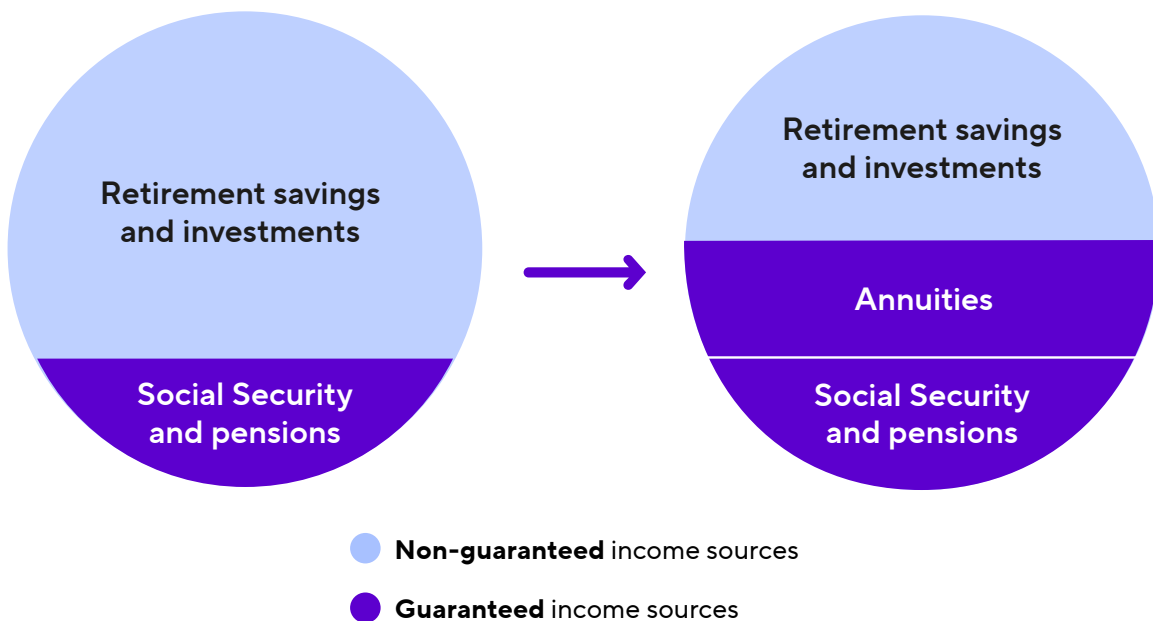 Retirement savings
and investments
Social Security
and pensions
Retirement savings
and investments
Annuities
Social Security
and pensions
Non-guaranteed income sources
Guaranteed income sources